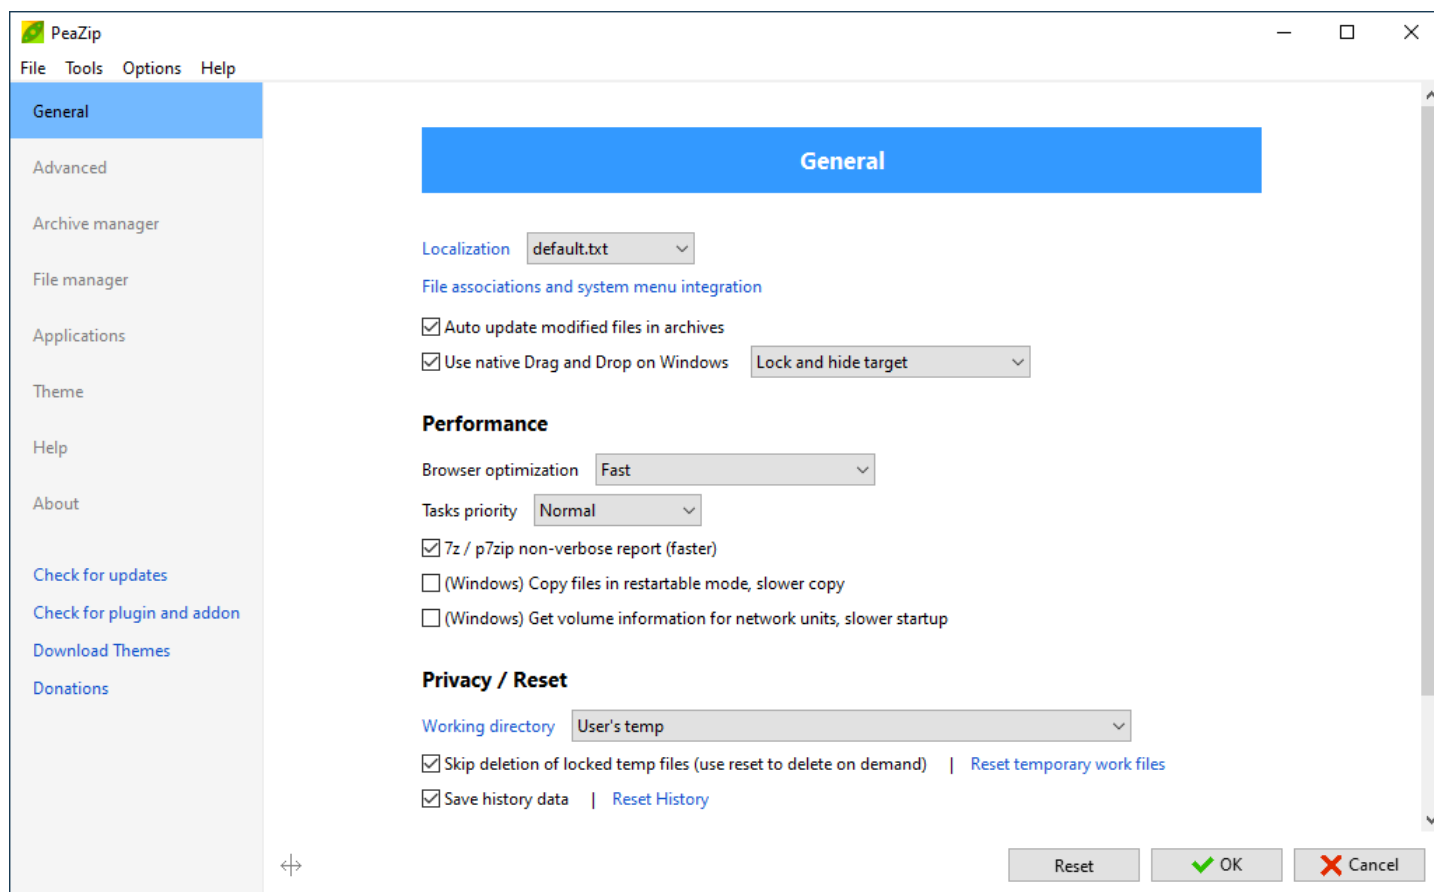 PeaZip
File Tools Options Help
General
Advanced
Archive manager
File manager
Applications
Theme
Help
About
Check for updates
Check for plugin and addon
Download Themes
Donations
General
Localization default.txt
File associations and system menu integration
Auto update modified files in archives
Use native Drag and Drop on Windows Lock and hide target
Performance
Browser optimization Fast
Tasks priority Normal
7z / p7zip non-verbose report (faster)
(Windows) Copy files in restartable mode, slower copy
(Windows) Get volume information for network units, slower startup
Privacy / Reset
Working directory User's temp
Skip deletion of locked temp files (use reset to delete on demand) | Reset temporary work files
Save history data | Reset History
Reset OK Cancel